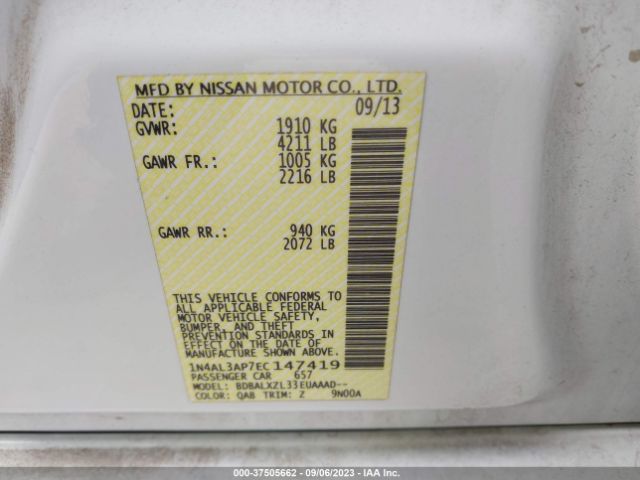 MFD BY NISSAN MOTOR CO., LTD.
DATE: 09/13
GVWR: 1910 KG
4211 LB
GAWR FR.: 1005 KG
2216 LB
GAWR RR.: 940 KG
2072 LB
THIS VEHICLE CONFORMS TO
ALL APPLICABLE FEDERAL
MOTOR VEHICLE SAFETY,
BUMPER, AND THEFT
PREVENTION STANDARDS IN
EFFECT ON THE DATE OF
MANUFACTURE SHOWN ABOVE.
1N4AL3AP7EC147419
PASSENGER CAR 657
MODEL: BDBALXZL33EUAAAD--
COLOR: QAB TRIM: Z 9N00A
000-37505662 - 09/06/2023 - IAA Inc.